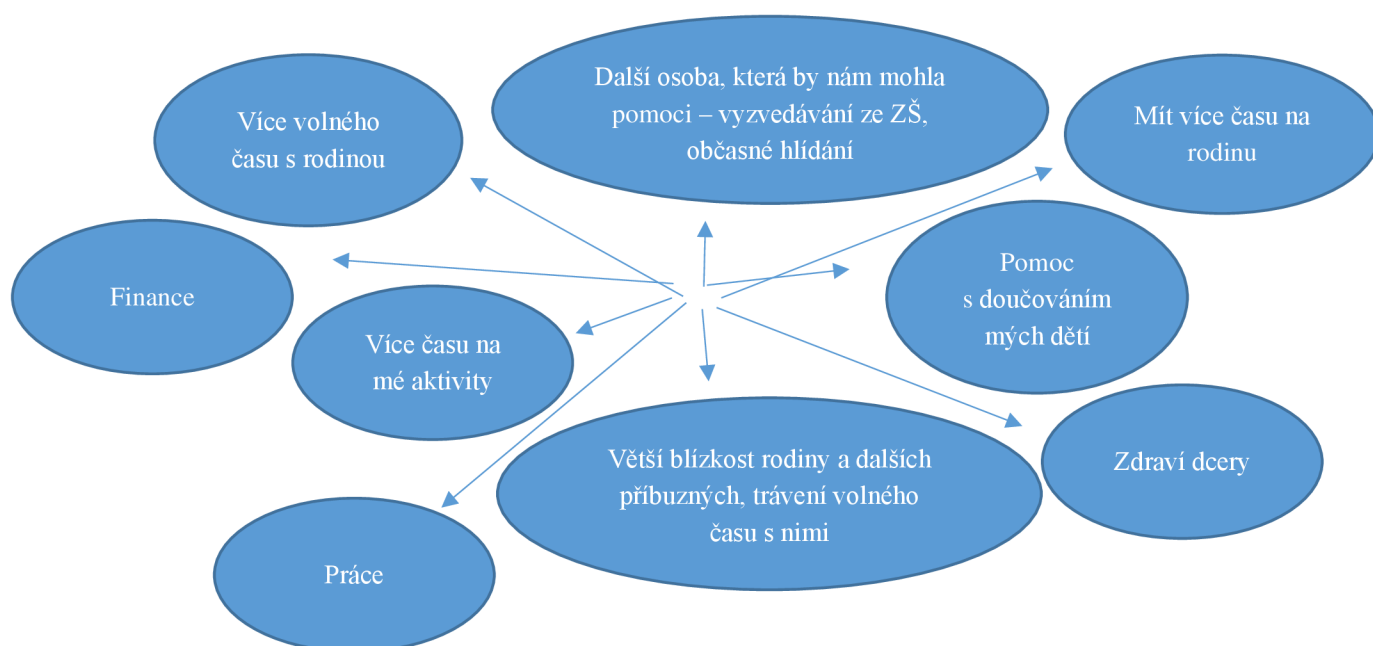 Další osoba, která by nám mohla
pomoci – vyzvedávání ze ZŠ,
občasné hlídání
Více volného
času s rodinou
Mít více času na
rodinu
Finance
Pomoc
s doučováním
mých dětí
Více času na
mé aktivity
Větší blízkost rodiny a dalších
příbuzných, trávení volného
času s nimi
Zdraví dcery
Práce